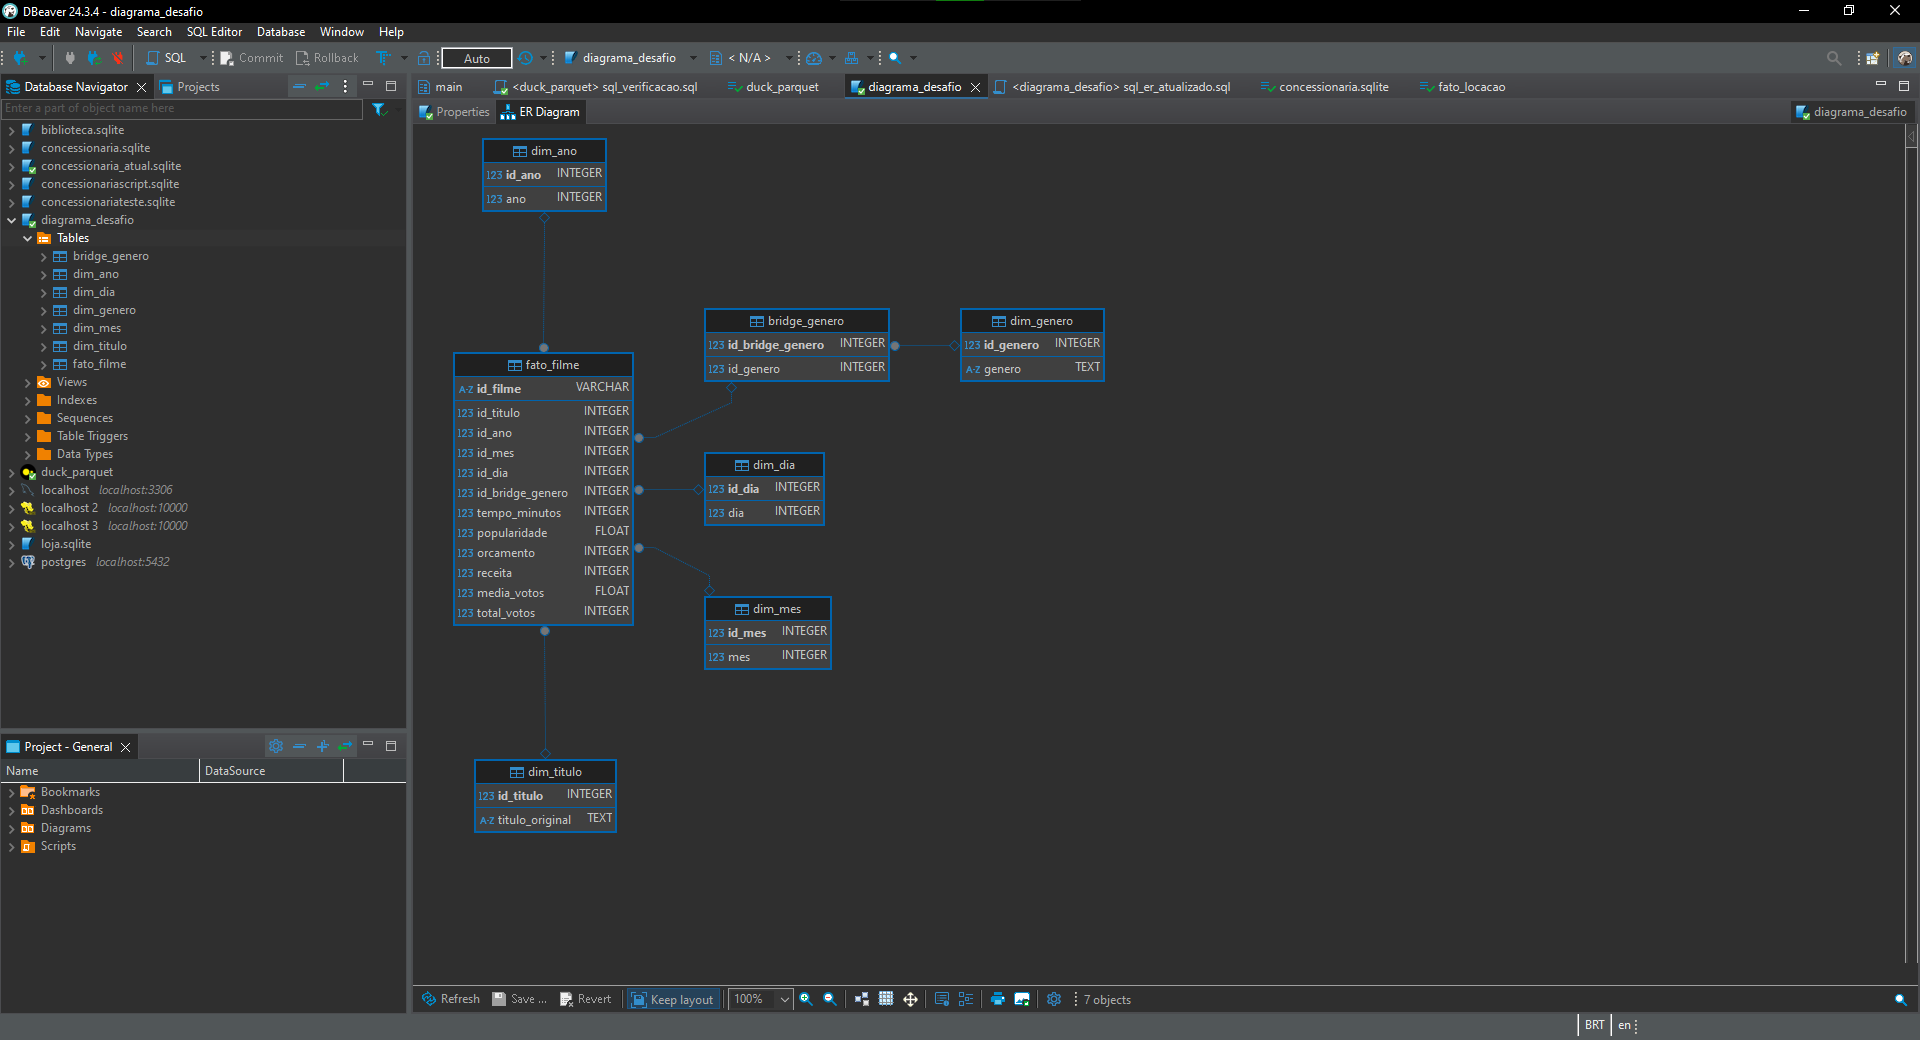 DBeaver 24.3.4 - diagrama_desafio
File Edit Navigate Search SQL Editor Database Window Help
SQL Commit Rollback Auto diagrama_desafio < N/A >
Database Navigator Projects
main <duck_parquet> sql_verificacao.sql duck_parquet diagrama_desafio <diagrama_desafio> sql_er_atualizado.sql concessionaria.sqlite fato_locacao
Enter a part of object name here
Properties ER Diagram diagrama_desafio
biblioteca.sqlite
concessionaria.sqlite
concessionaria_atual.sqlite
concessionariascript.sqlite
concessionariateste.sqlite
diagrama_desafio
Tables
bridge_genero
dim_ano
dim_dia
dim_genero
dim_mes
dim_titulo
fato_filme
Views
Indexes
Sequences
Table Triggers
Data Types
duck_parquet
localhost localhost:3306
localhost 2 localhost:10000
localhost 3 localhost:10000
loja.sqlite
postgres localhost:5432
Project - General
Name DataSource
Bookmarks
Dashboards
Diagrams
Scripts
dim_ano
123 id_ano INTEGER
123 ano INTEGER
bridge_genero
123 id_bridge_genero INTEGER
123 id_genero INTEGER
dim_genero
123 id_genero INTEGER
A-Z genero TEXT
fato_filme
A-Z id_filme VARCHAR
123 id_titulo INTEGER
123 id_ano INTEGER
123 id_mes INTEGER
123 id_dia INTEGER
123 id_bridge_genero INTEGER
123 tempo_minutos INTEGER
123 popularidade FLOAT
123 orcamento INTEGER
123 receita INTEGER
123 media_votos FLOAT
123 total_votos INTEGER
dim_dia
123 id_dia INTEGER
123 dia INTEGER
dim_mes
123 id_mes INTEGER
123 mes INTEGER
dim_titulo
123 id_titulo INTEGER
A-Z titulo_original TEXT
Refresh Save ... Revert Keep layout 100% 7 objects
BRT en